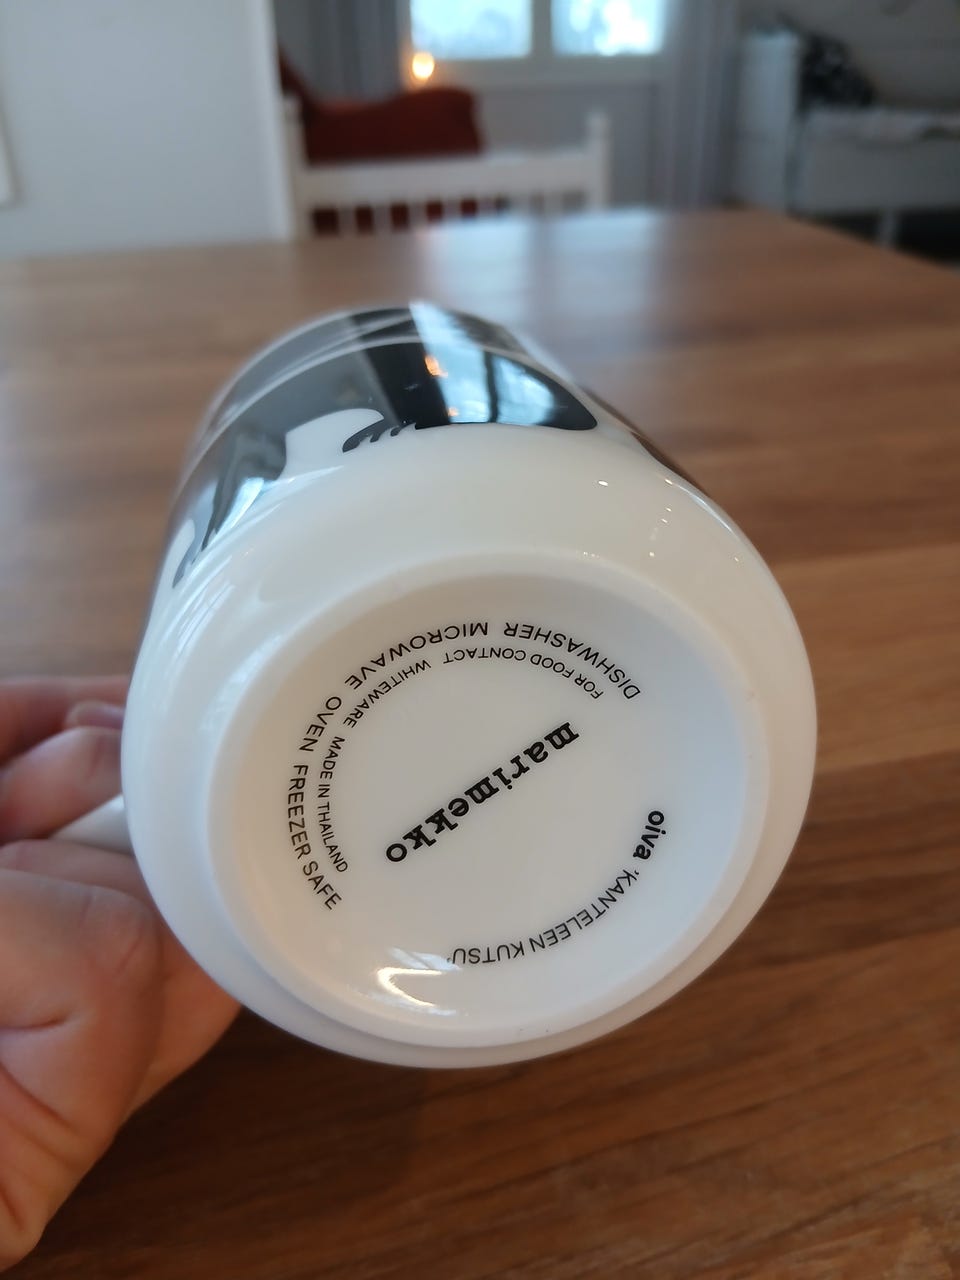 DISHWASHER MICROWAVE OVEN FREEZER SAFE
FOR FOOD CONTACT WHITEWARE MADE IN THAILAND
marimekko
oiva 'KANTELEEN KUTSU'